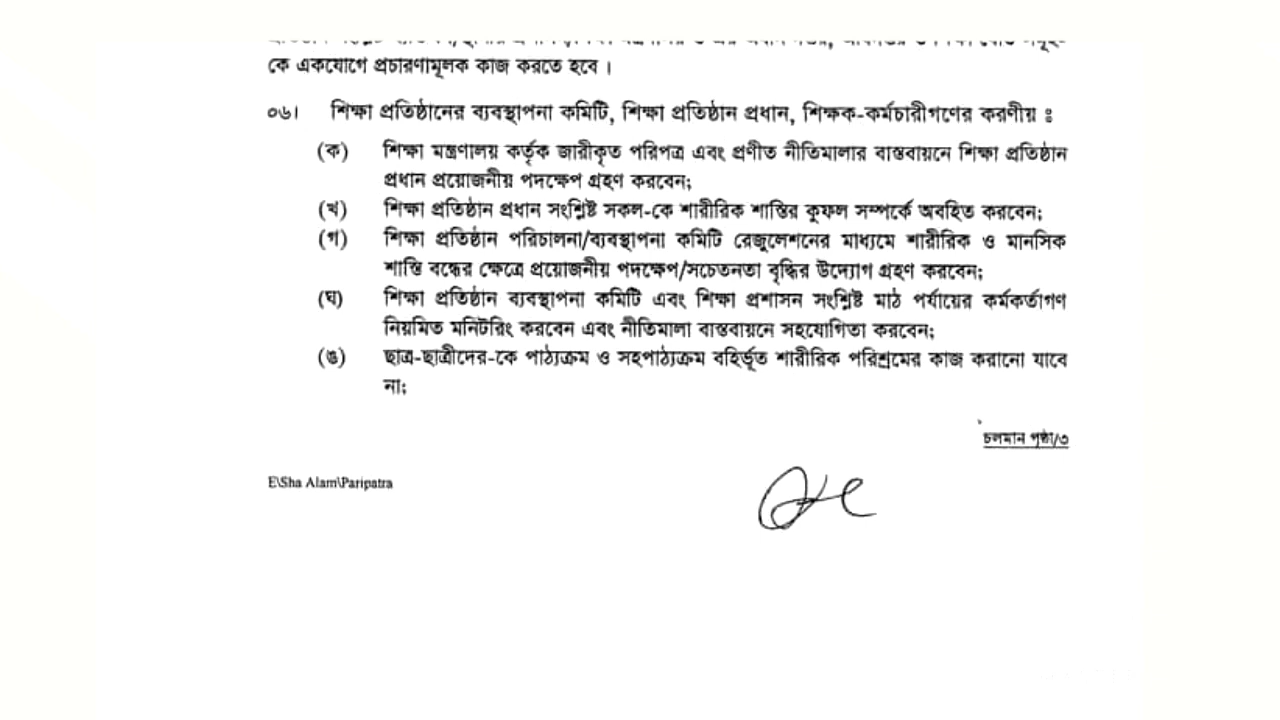 কে একযোগে প্রচারণামূলক কাজ করতে হবে ।
০৬। শিক্ষা প্রতিষ্ঠানের ব্যবস্থাপনা কমিটি, শিক্ষা প্রতিষ্ঠান প্রধান, শিক্ষক-কর্মচারীগণের করণীয় ঃ
(ক) শিক্ষা মন্ত্রণালয় কর্তৃক জারীকৃত পরিপত্র এবং প্রণীত নীতিমালার বাস্তবায়নে শিক্ষা প্রতিষ্ঠান
প্রধান প্রয়োজনীয় পদক্ষেপ গ্রহণ করবেন;
(খ) শিক্ষা প্রতিষ্ঠান প্রধান সংশ্লিষ্ট সকল-কে শারীরিক শাস্তির কুফল সম্পর্কে অবহিত করবেন;
(গ) শিক্ষা প্রতিষ্ঠান পরিচালনা/ব্যবস্থাপনা কমিটি রেজুলেশনের মাধ্যমে শারীরিক ও মানসিক
শাস্তি বন্ধের ক্ষেত্রে প্রয়োজনীয় পদক্ষেপ/সচেতনতা বৃদ্ধির উদ্যোগ গ্রহণ করবেন;
(ঘ) শিক্ষা প্রতিষ্ঠান ব্যবস্থাপনা কমিটি এবং শিক্ষা প্রশাসন সংশ্লিষ্ট মাঠ পর্যায়ের কর্মকর্তাগণ
নিয়মিত মনিটরিং করবেন এবং নীতিমালা বাস্তবায়নে সহযোগিতা করবেন;
(ঙ) ছাত্র-ছাত্রীদের-কে পাঠ্যক্রম ও সহপাঠ্যক্রম বহির্ভূত শারীরিক পরিশ্রমের কাজ করানো যাবে
না;
চলমান পৃষ্ঠা/৩
E\Sha Alam\Paripatra